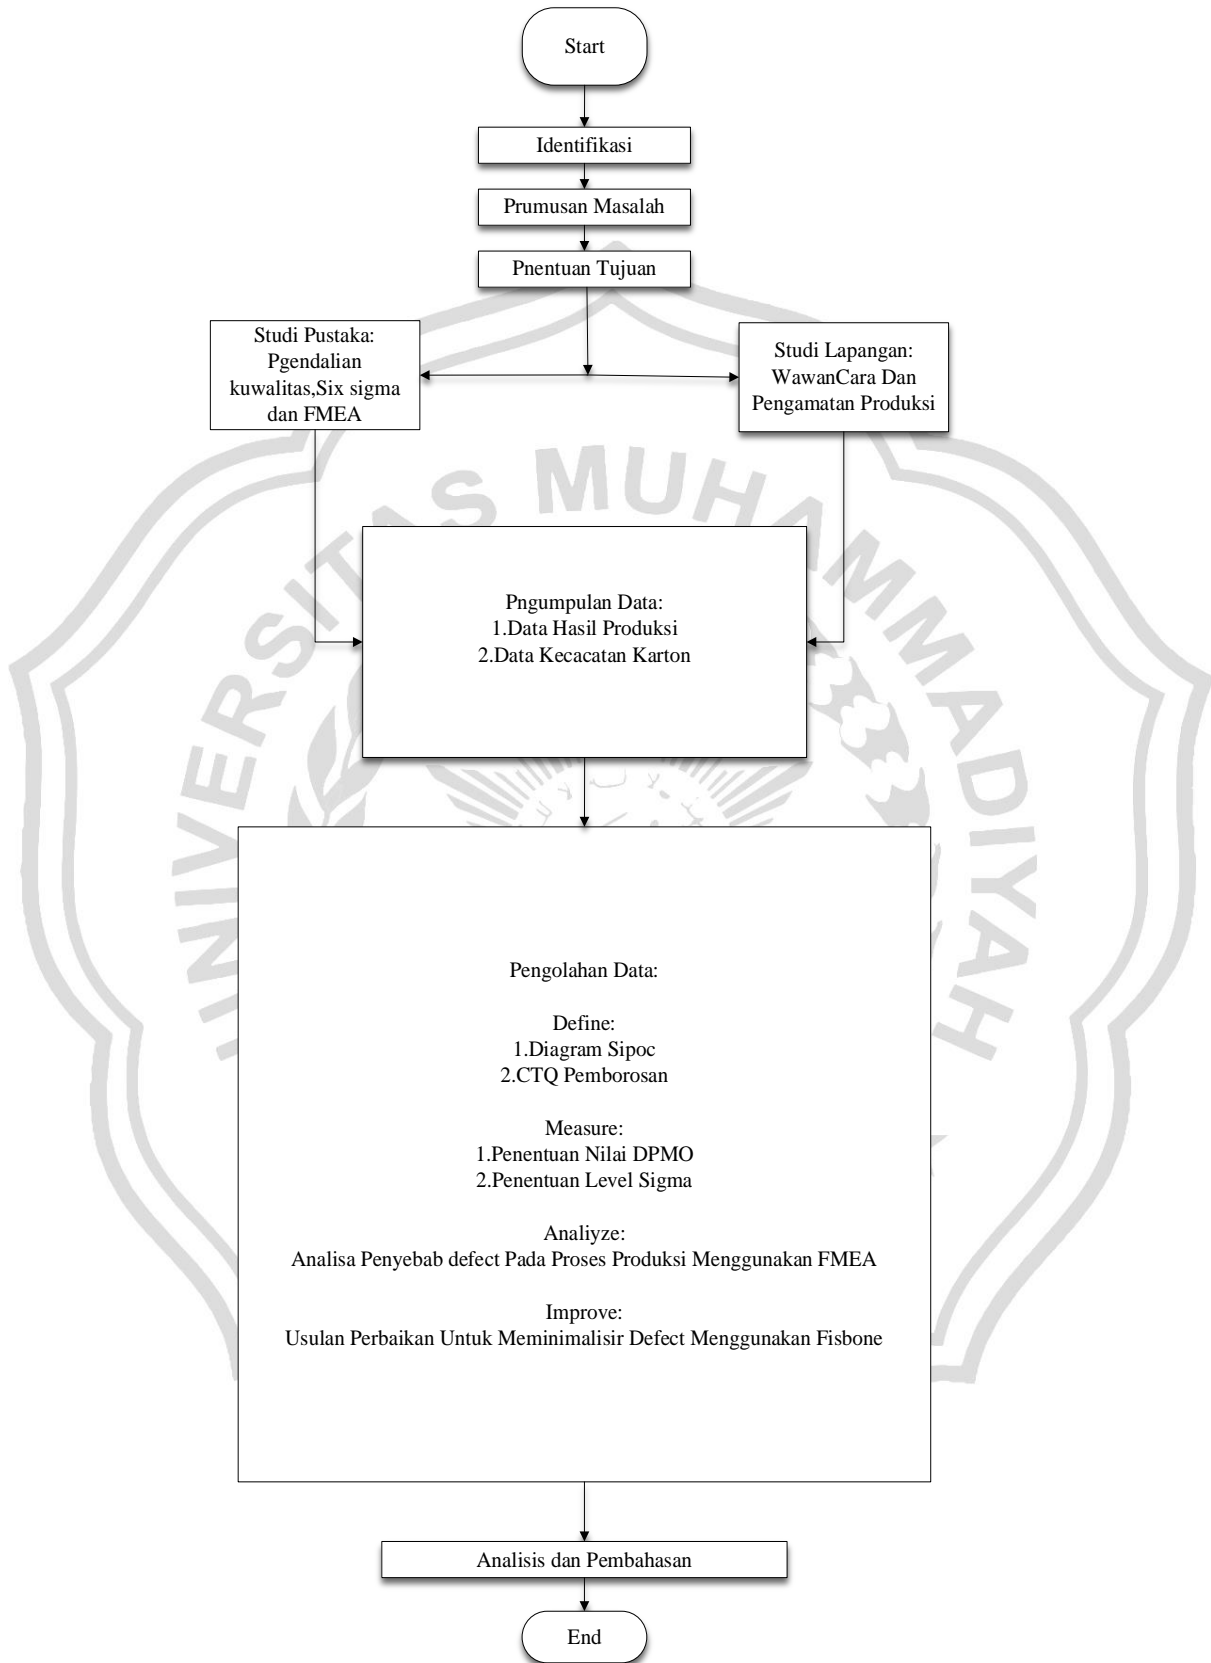 Start
Identifikasi
Prumusan Masalah
Pnentuan Tujuan
Studi Pustaka:
Pgendalian
kuwalitas,Six sigma
dan FMEA
Studi Lapangan:
WawanCara Dan
Pengamatan Produksi
UNIVERSITAS MUHAMMADIYAH
Pngumpulan Data:
1.Data Hasil Produksi
2.Data Kecacatan Karton
Pengolahan Data:
Define:
1.Diagram Sipoc
2.CTQ Pemborosan
Measure:
1.Penentuan Nilai DPMO
2.Penentuan Level Sigma
Analiyze:
Analisa Penyebab defect Pada Proses Produksi Menggunakan FMEA
Improve:
Usulan Perbaikan Untuk Meminimalisir Defect Menggunakan Fisbone
Analisis dan Pembahasan
End